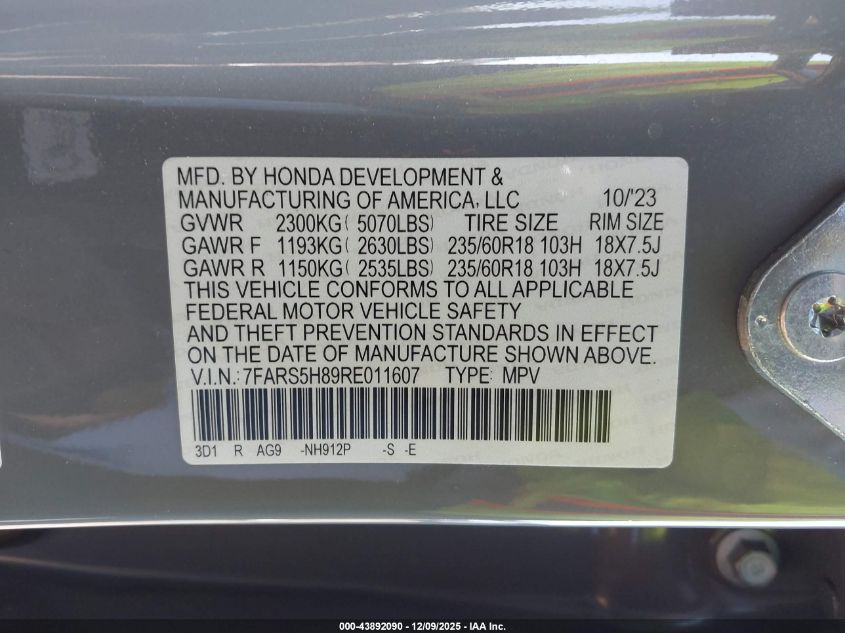 MFD. BY HONDA DEVELOPMENT &
MANUFACTURING OF AMERICA, LLC 10/'23
GVWR 2300KG( 5070LBS) TIRE SIZE RIM SIZE
GAWR F 1193KG( 2630LBS) 235/60R18 103H 18X7.5J
GAWR R 1150KG( 2535LBS) 235/60R18 103H 18X7.5J
THIS VEHICLE CONFORMS TO ALL APPLICABLE
FEDERAL MOTOR VEHICLE SAFETY
AND THEFT PREVENTION STANDARDS IN EFFECT
ON THE DATE OF MANUFACTURE SHOWN ABOVE.
V.I.N.:7FARS5H89RE011607 TYPE: MPV
3D1 R AG9 -NH912P -S -E
000-43892090 - 12/09/2025 - IAA Inc.